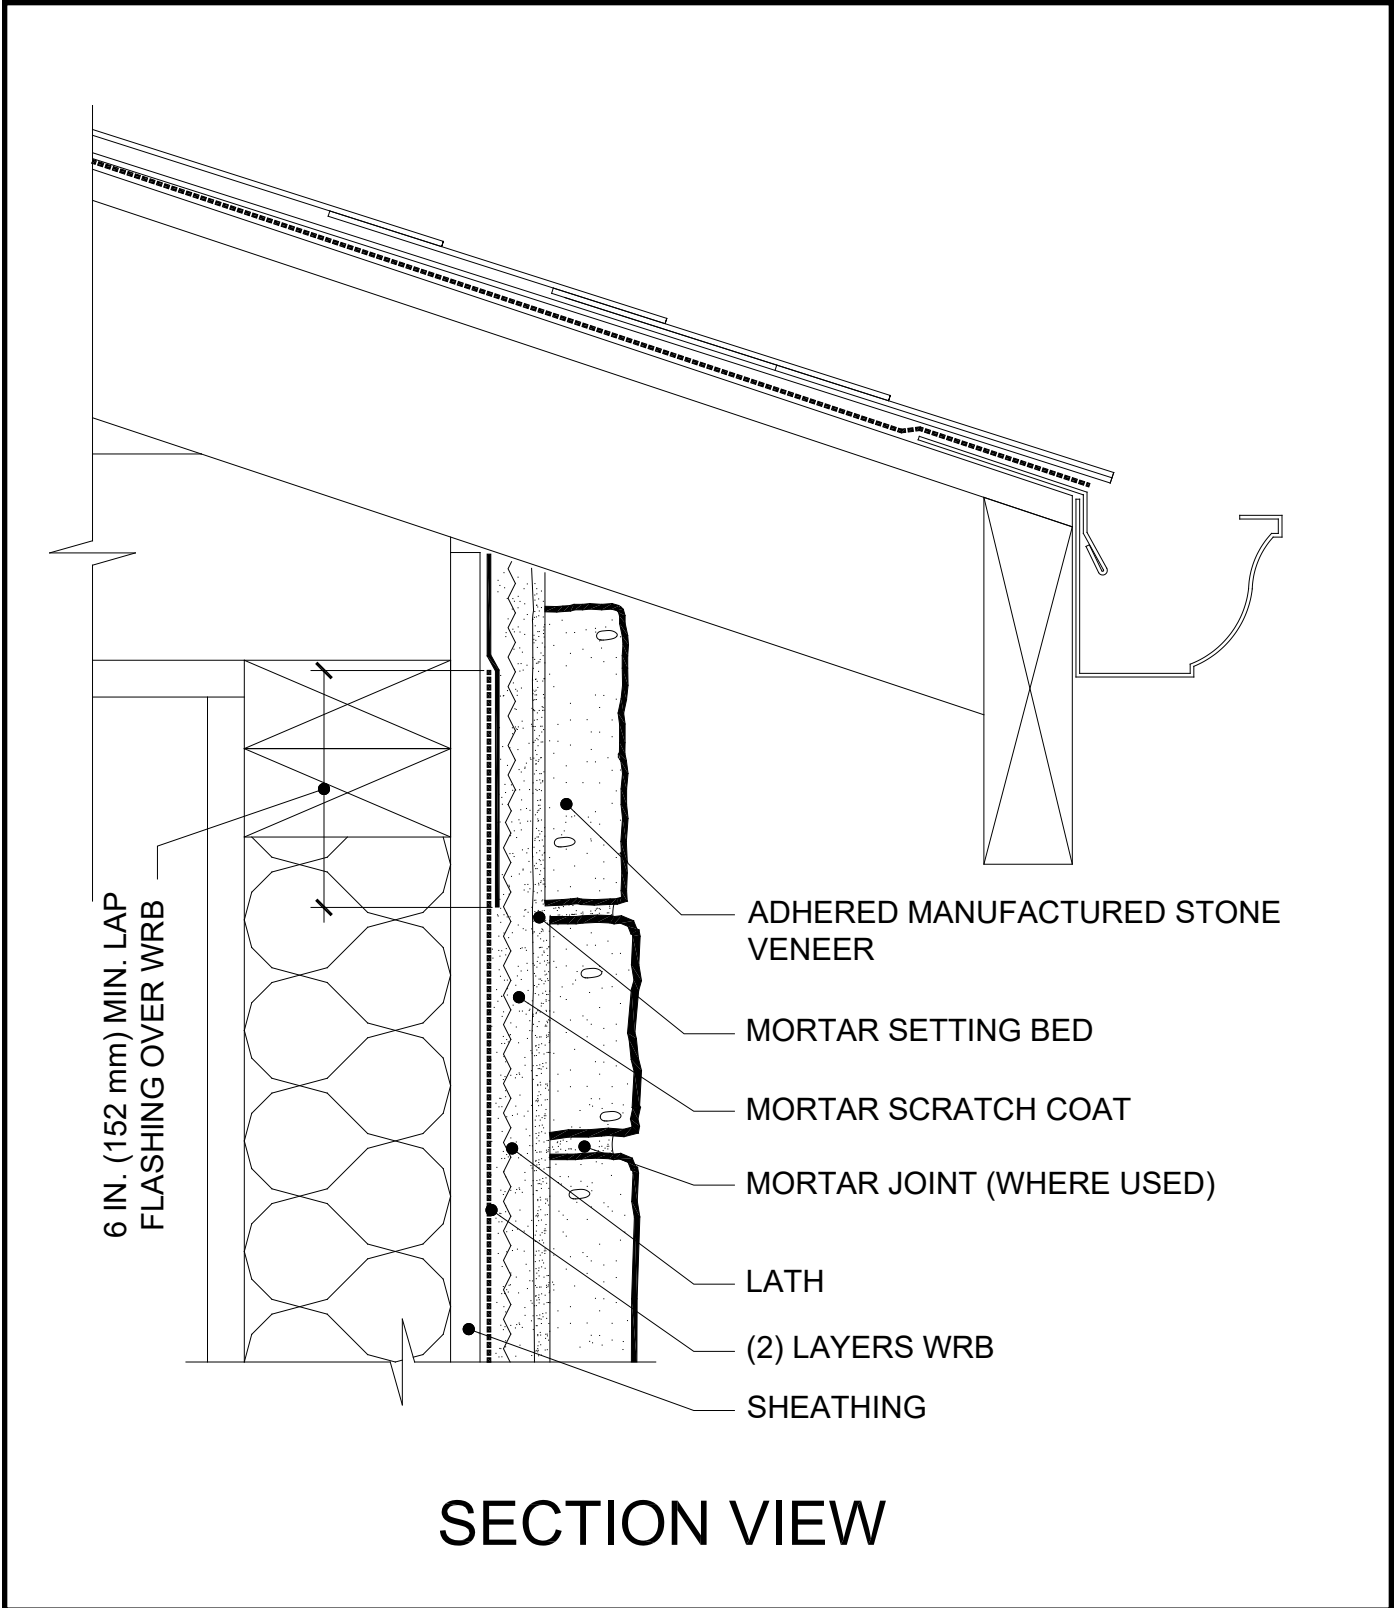 6 IN. (152 mm) MIN. LAP
FLASHING OVER WRB
ADHERED MANUFACTURED STONE
VENEER
MORTAR SETTING BED
MORTAR SCRATCH COAT
MORTAR JOINT (WHERE USED)
LATH
(2) LAYERS WRB
SHEATHING
SECTION VIEW